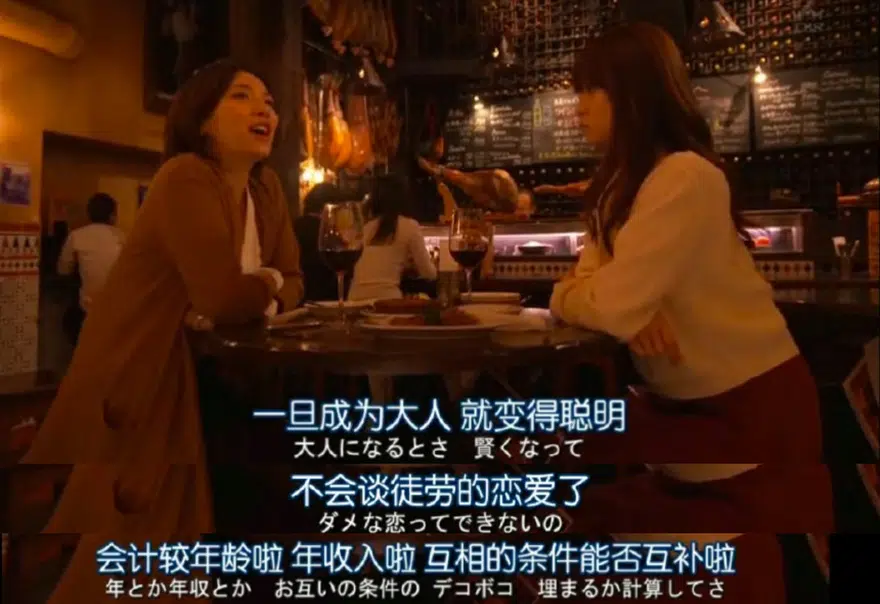 一旦成为大人 就变得聪明
大人になるとさ 賢くなって
不会谈徒劳的恋爱了
ダメな恋ってできないの
会计较年龄啦 年收入啦 互相的条件能否互补啦
年とか年収とか お互いの条件の デコボコ 埋まるか計算してさ